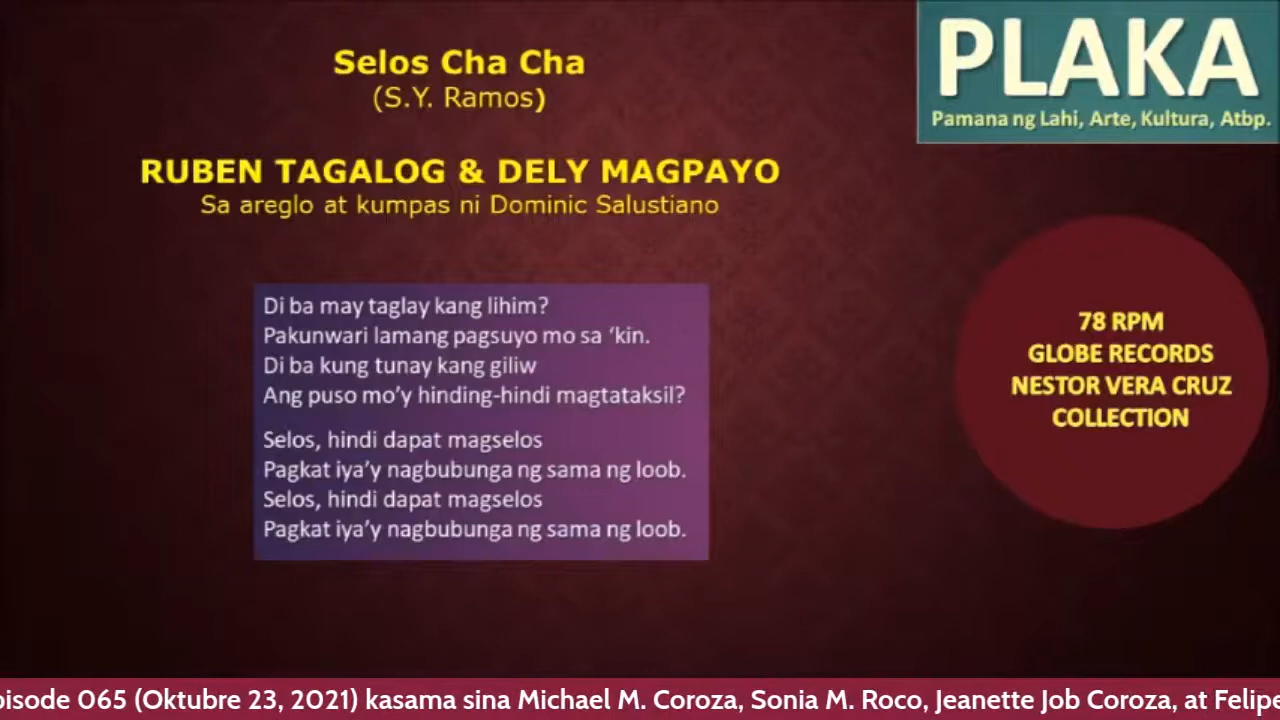 Selos Cha Cha
(S.Y. Ramos)
RUBEN TAGALOG & DELY MAGPAYO
Sa areglo at kumpas ni Dominic Salustiano
Di ba may taglay kang lihim?
Pakunwari lamang pagsuyo mo sa ‘kin.
Di ba kung tunay kang giliw
Ang puso mo’y hinding-hindi magtataksil?
Selos, hindi dapat magselos
Pagkat iya’y nagbubunga ng sama ng loob.
Selos, hindi dapat magselos
Pagkat iya’y nagbubunga ng sama ng loob.
PLAKA
Pamana ng Lahi, Arte, Kultura, Atbp.
78 RPM
GLOBE RECORDS
NESTOR VERA CRUZ
COLLECTION
isode 065 (Oktubre 23, 2021) kasama sina Michael M. Coroza, Sonia M. Roco, Jeanette Job Coroza, at Felipe